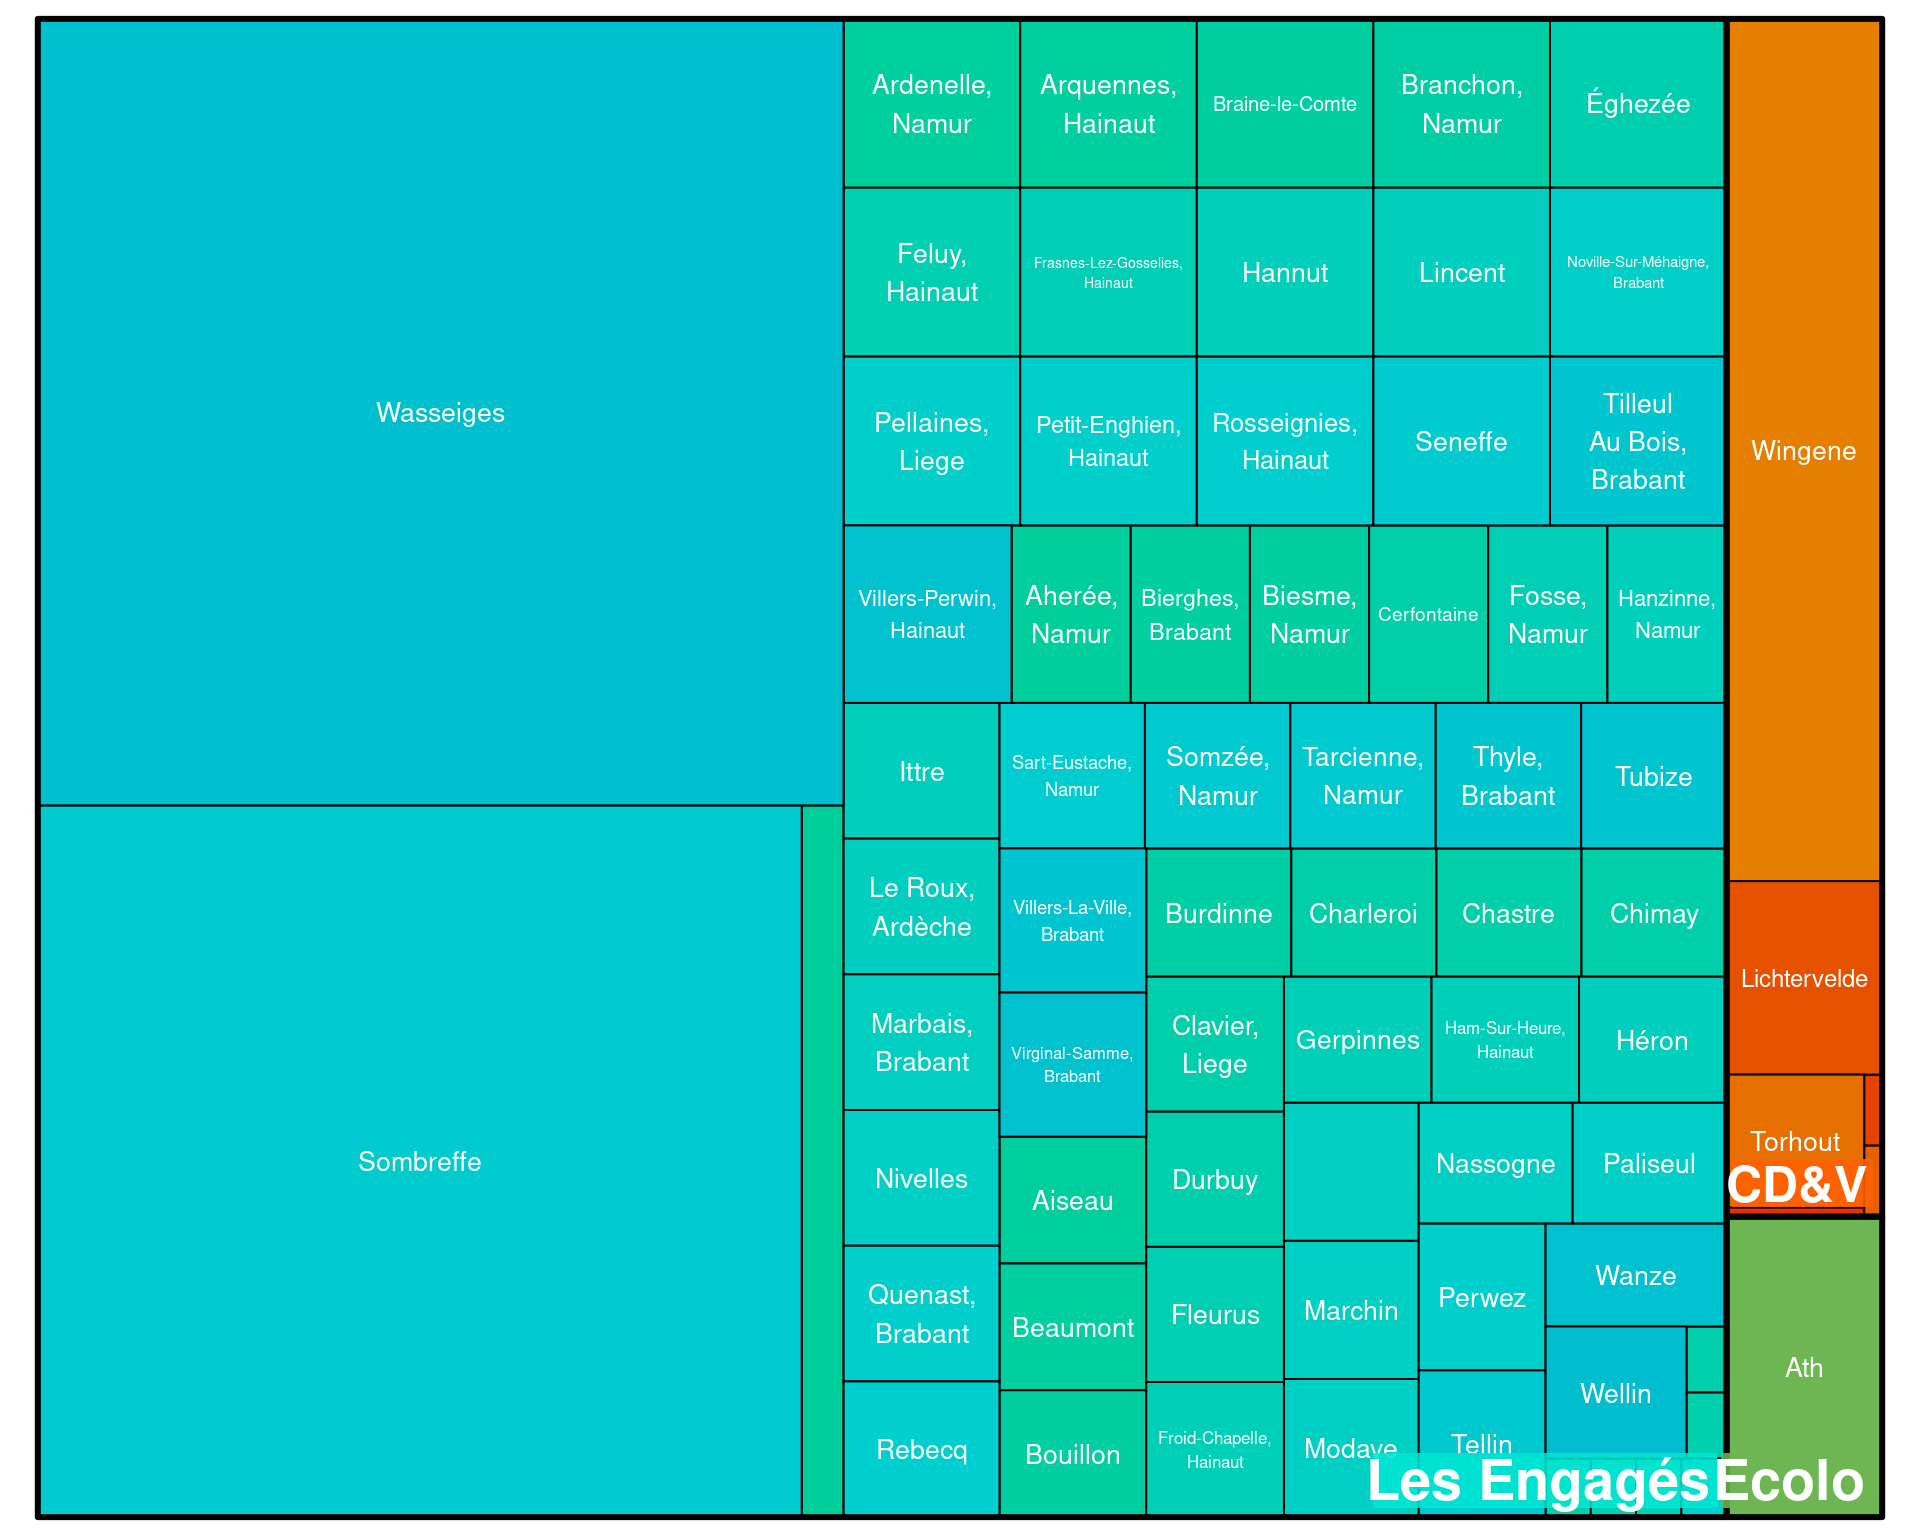 Wasseiges
Sombreffe
Ardenelle,
Namur
Arquennes,
Hainaut
Braine-le-Comte
Branchon,
Namur
Éghezée
Feluy,
Hainaut
Frasnes-Lez-Gosselies,
Hainaut
Hannut
Lincent
Noville-Sur-Méhaigne,
Brabant
Pellaines,
Liege
Petit-Enghien,
Hainaut
Rosseignies,
Hainaut
Seneffe
Tilleul
Au Bois,
Brabant
Villers-Perwin,
Hainaut
Aherée,
Namur
Bierghes,
Brabant
Biesme,
Namur
Cerfontaine
Fosse,
Namur
Hanzinne,
Namur
Ittre
Le Roux,
Ardèche
Marbais,
Brabant
Nivelles
Quenast,
Brabant
Rebecq
Sart-Eustache,
Namur
Somzée,
Namur
Tarcienne,
Namur
Thyle,
Brabant
Tubize
Villers-La-Ville,
Brabant
Virginal-Samme,
Brabant
Aiseau
Beaumont
Bouillon
Burdinne
Charleroi
Chastre
Chimay
Clavier,
Liege
Durbuy
Fleurus
Froid-Chapelle,
Hainaut
Gerpinnes
Ham-Sur-Heure,
Hainaut
Héron
Marchin
Modave
Nassogne
Paliseul
Perwez
Tellin
Wanze
Wellin
Les Engagés
Wingene
Lichtervelde
Torhout
CD&V
Ath
Ecolo